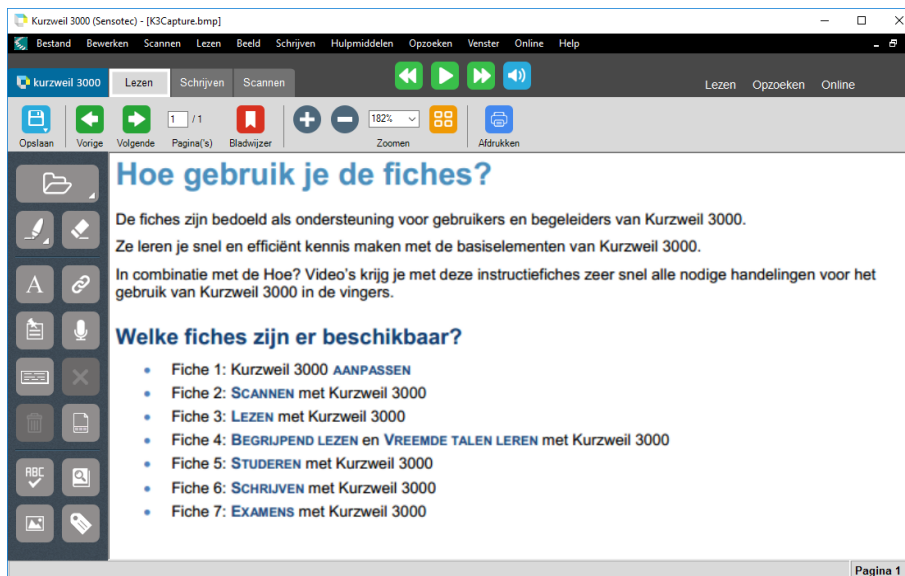 Kurzweil 3000 (Sensotec) - [K3Capture.bmp]
Bestand Bewerken Scannen Lezen Beeld Schrijven Hulpmiddelen Opzoeken Venster Online Help
kurzweil 3000 Lezen Schrijven Scannen Lezen Opzoeken Online
1 / 1 182%
Opslaan Vorige Volgende Pagina('s) Bladwijzer Zoomen Afdrukken
Hoe gebruik je de fiches?
De fiches zijn bedoeld als ondersteuning voor gebruikers en begeleiders van Kurzweil 3000.
Ze leren je snel en efficiënt kennis maken met de basiselementen van Kurzweil 3000.
In combinatie met de Hoe? Video's krijg je met deze instructiefiches zeer snel alle nodige handelingen voor het
gebruik van Kurzweil 3000 in de vingers.
A
Welke fiches zijn er beschikbaar?
• Fiche 1: Kurzweil 3000 AANPASSEN
• Fiche 2: SCANNEN met Kurzweil 3000
• Fiche 3: LEZEN met Kurzweil 3000
• Fiche 4: BEGRIJPEND LEZEN en VREEMDE TALEN LEREN met Kurzweil 3000
• Fiche 5: STUDEREN met Kurzweil 3000
• Fiche 6: SCHRIJVEN met Kurzweil 3000
• Fiche 7: EXAMENS met Kurzweil 3000
ABC
Pagina 1